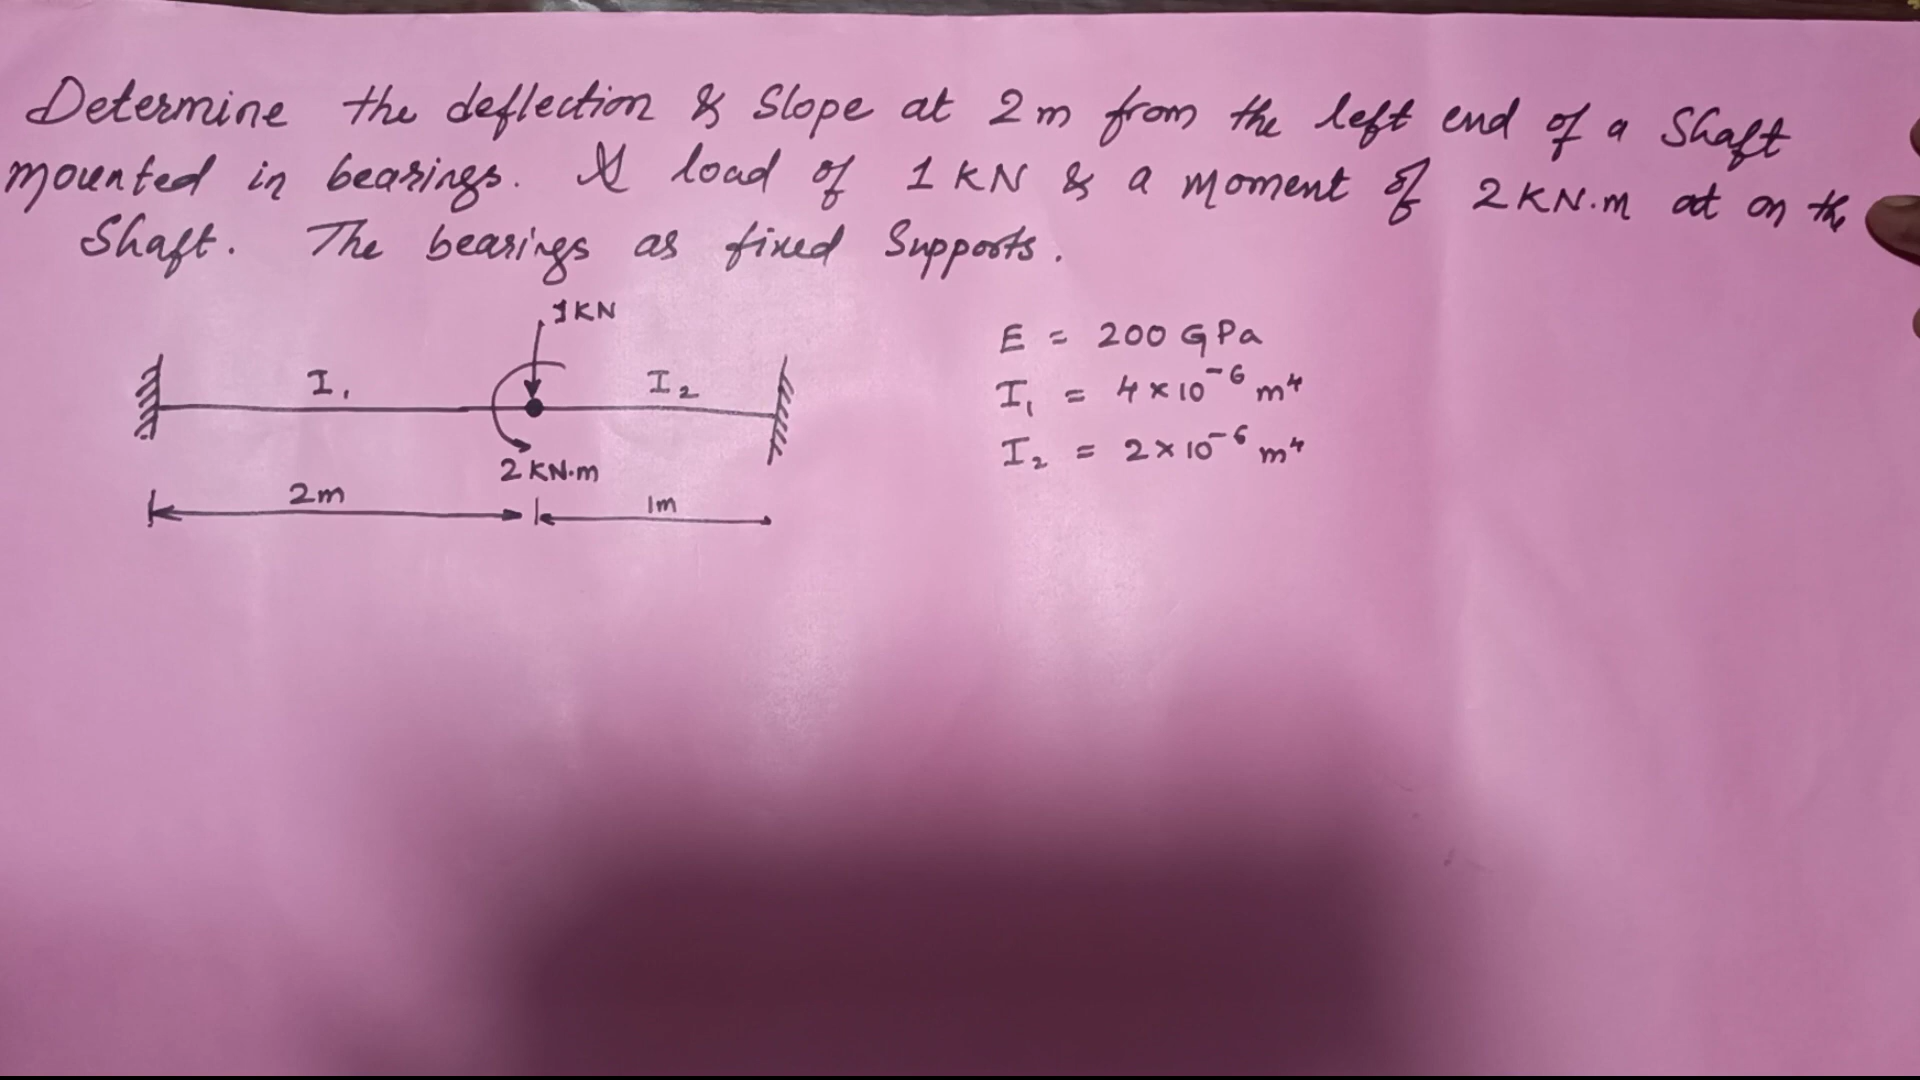 Determine the deflection & Slope at 2m from the left end of a Shaft
mounted in bearings. A load of 1 KN & a moment of 2 KN.m at on the
Shaft. The bearings as fixed Supports.
1KN
I₁
I₂
2 KN.m
2m
1m
E = 200 GPa
I₁ = 4×10⁻⁶ m⁴
I₂ = 2×10⁻⁶ m⁴